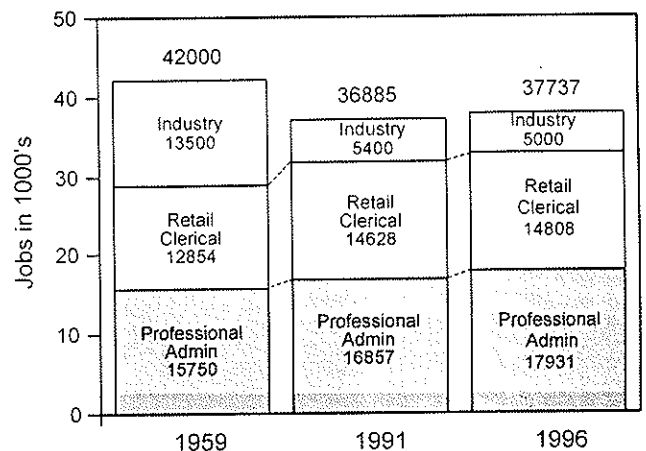 50
42000
40
36885
37737
Industry
13500
Industry
5400
Industry
5000
30
Jobs in 1000's
Retail
Clerical
12854
Retail
Clerical
14628
Retail
Clerical
14808
20
Professional
Admin
15750
Professional
Admin
16857
Professional
Admin
17931
10
0
1959
1991
1996